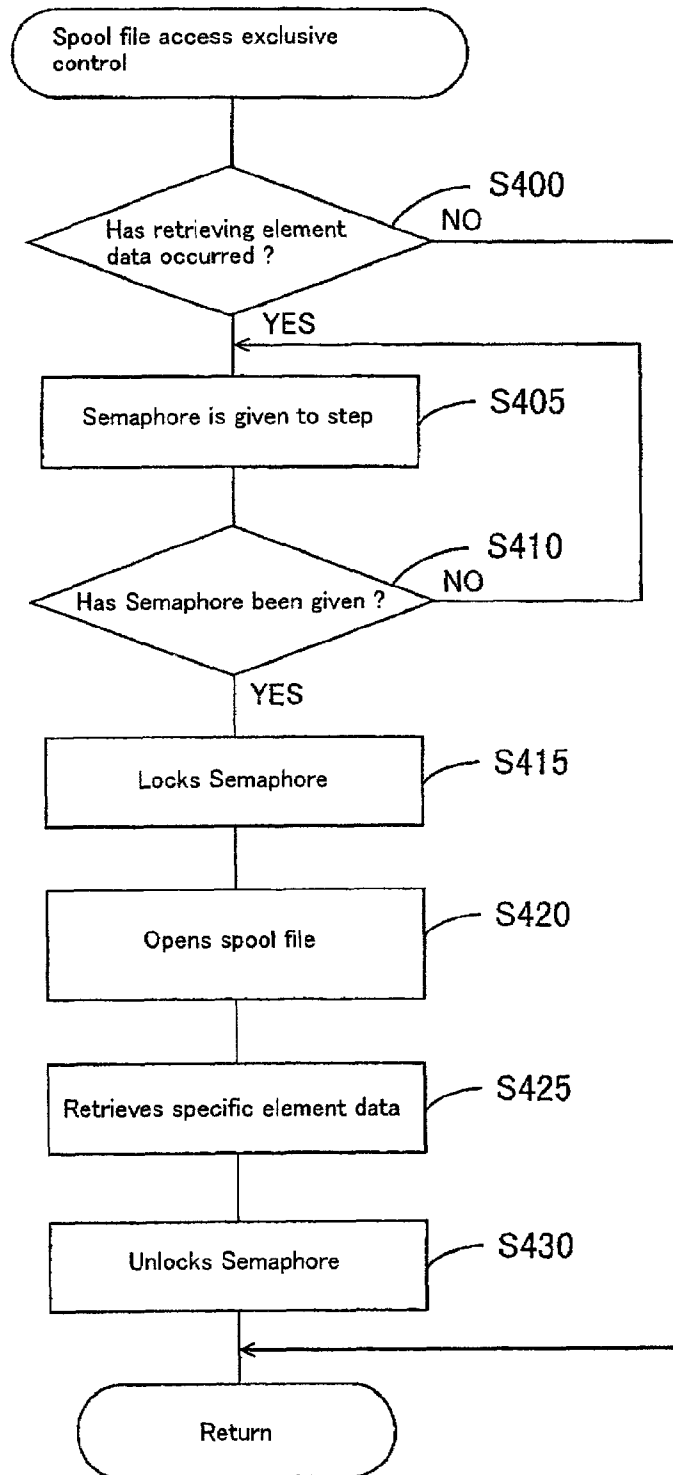 Spool file access exclusive
control
S400
Has retrieving element
data occurred ?
NO
YES
Semaphore is given to step
S405
S410
Has Semaphore been given ?
NO
YES
Locks Semaphore
S415
Opens spool file
S420
Retrieves specific element data
S425
Unlocks Semaphore
S430
Return